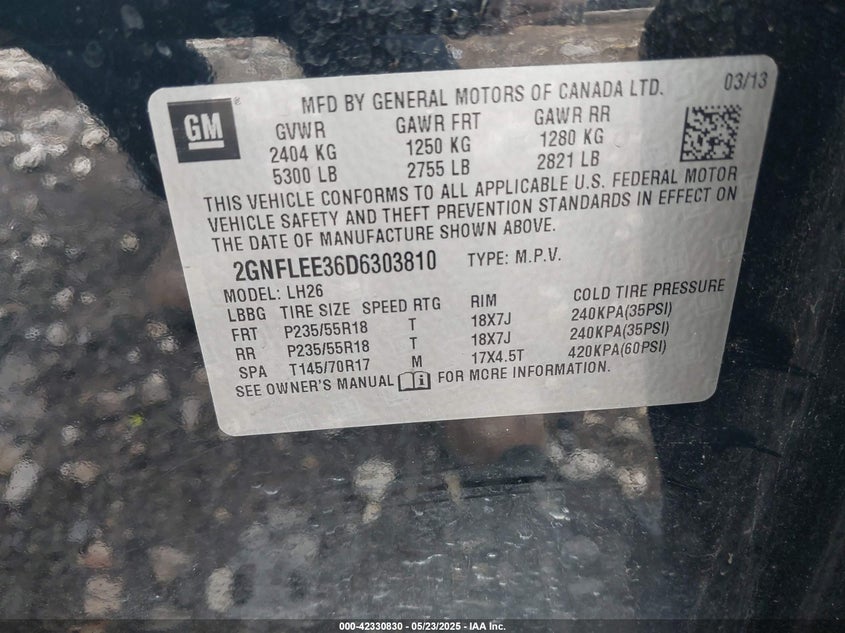 MFD BY GENERAL MOTORS OF CANADA LTD. 03/13
GM®
GVWR GAWR FRT GAWR RR
2404 KG 1250 KG 1280 KG
5300 LB 2755 LB 2821 LB
THIS VEHICLE CONFORMS TO ALL APPLICABLE U.S. FEDERAL MOTOR
VEHICLE SAFETY AND THEFT PREVENTION STANDARDS IN EFFECT ON
THE DATE OF MANUFACTURE SHOWN ABOVE.
2GNFLEE36D6303810 TYPE: M.P.V.
MODEL: LH26
LBBG TIRE SIZE SPEED RTG RIM COLD TIRE PRESSURE
FRT P235/55R18 T 18X7J 240KPA(35PSI)
RR P235/55R18 T 18X7J 240KPA(35PSI)
SPA T145/70R17 M 17X4.5T 420KPA(60PSI)
SEE OWNER'S MANUAL FOR MORE INFORMATION.
000-42330830 - 05/23/2025 - IAA Inc.